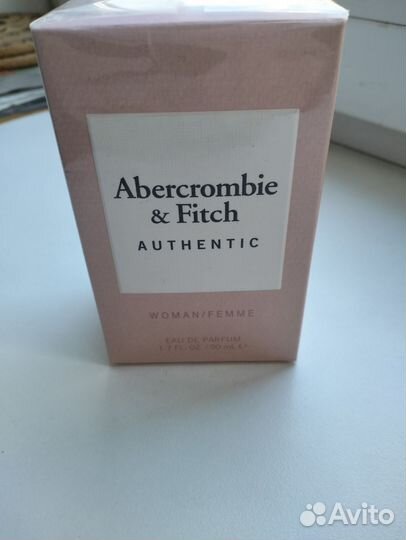 Abercrombie
& Fitch
AUTHENTIC
WOMAN/FEMME
EAU DE PARFUM
1.7 FL. OZ. / 50 mL ℮
Avito